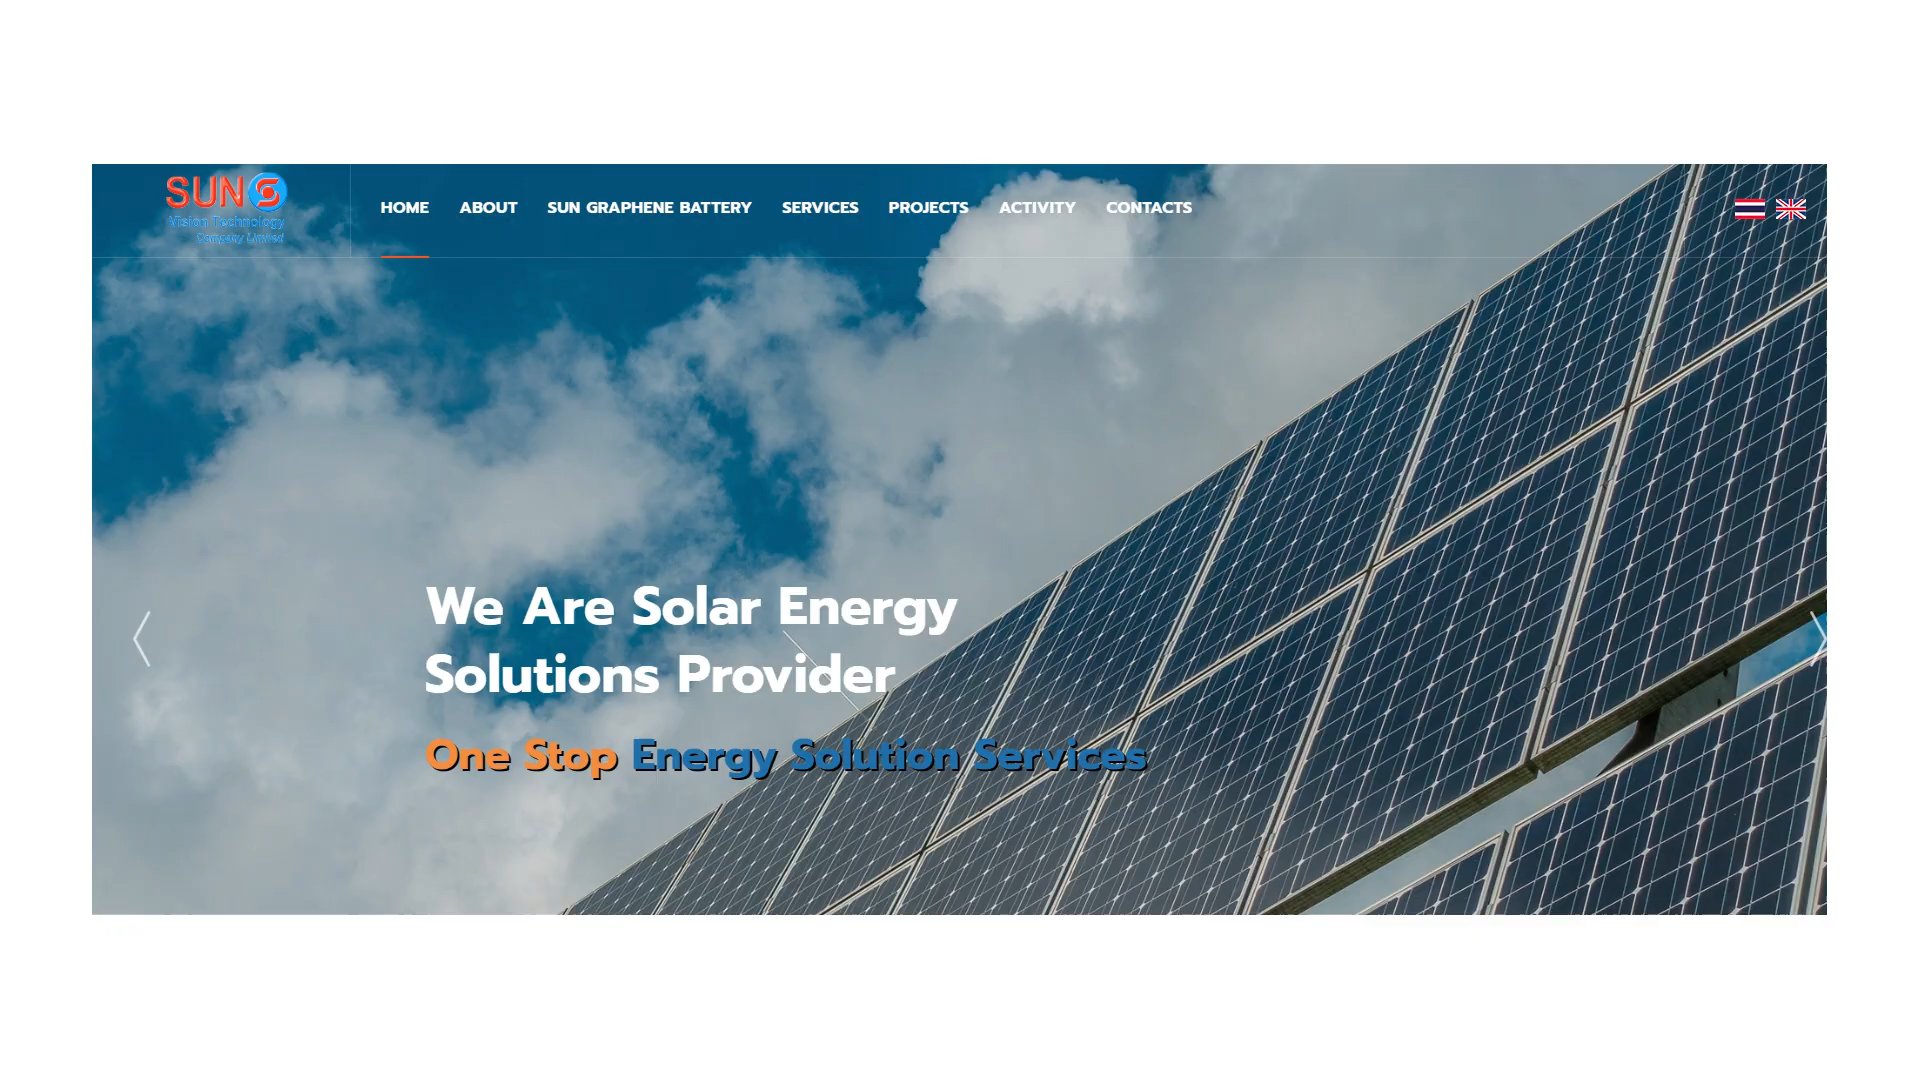 SUN
Vision Technology
Company Limited
HOME ABOUT SUN GRAPHENE BATTERY SERVICES PROJECTS ACTIVITY CONTACTS
We Are Solar Energy
Solutions Provider
One Stop Energy Solution Services